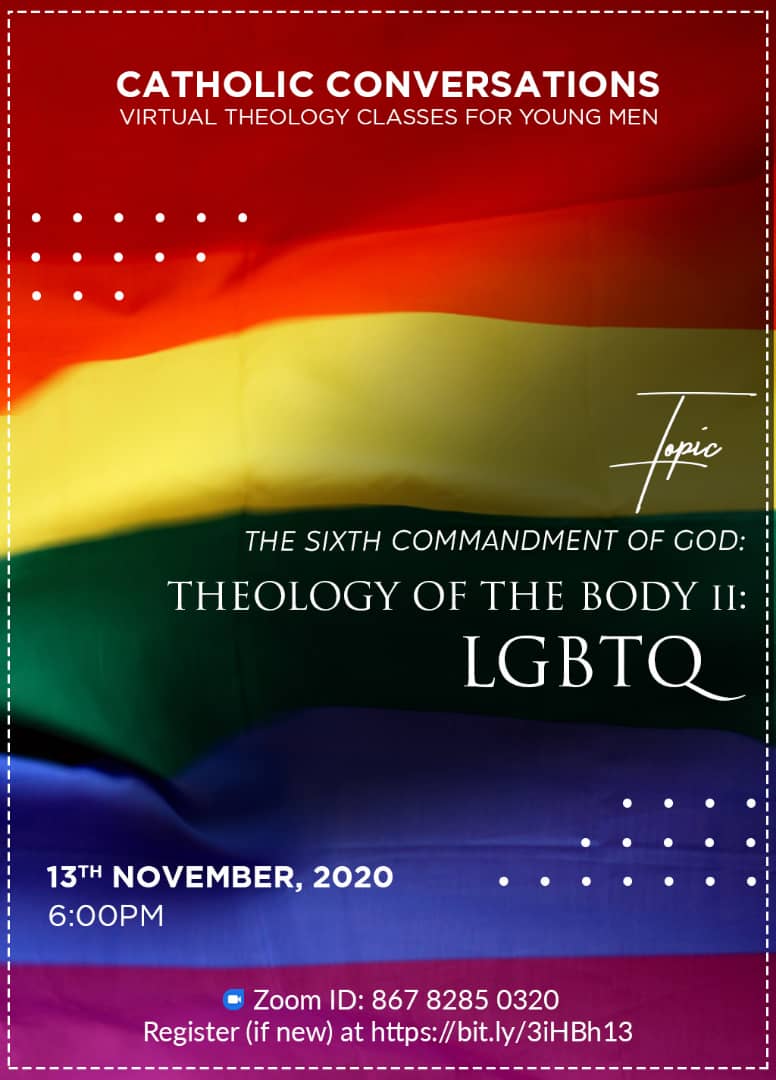 CATHOLIC CONVERSATIONS
VIRTUAL THEOLOGY CLASSES FOR YOUNG MEN
Topic
THE SIXTH COMMANDMENT OF GOD:
THEOLOGY OF THE BODY II:
LGBTQ
13TH NOVEMBER, 2020
6:00PM
Zoom ID: 867 8285 0320
Register (if new) at https://bit.ly/3iHBh13